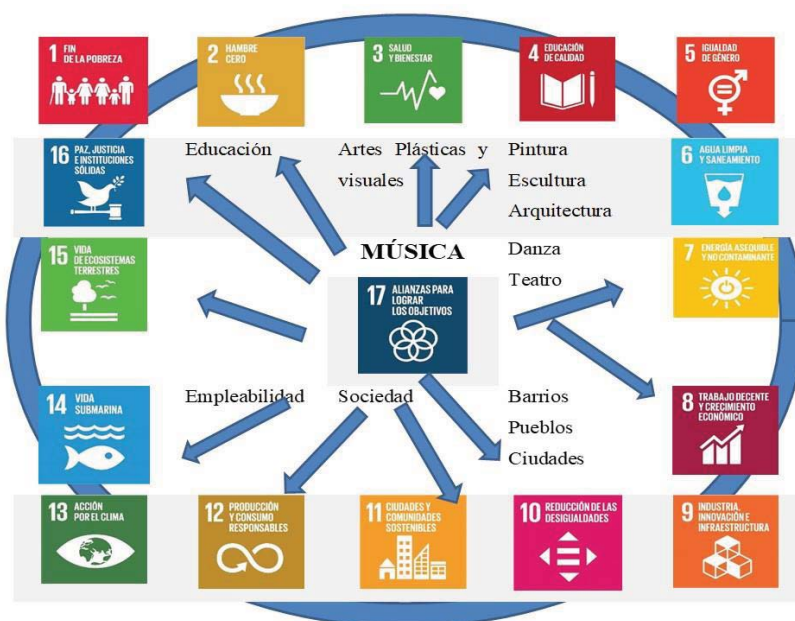 1 FIN
DE LA POBREZA
2 HAMBRE
CERO
3 SALUD
Y BIENESTAR
4 EDUCACIÓN
DE CALIDAD
5 IGUALDAD
DE GÉNERO
16 PAZ, JUSTICIA
E INSTITUCIONES
SÓLIDAS
Educación
Artes Plásticas y
visuales
Pintura
Escultura
Arquitectura
6 AGUA LIMPIA
Y SANEAMIENTO
15 VIDA
DE ECOSISTEMAS
TERRESTRES
MÚSICA
17 ALIANZAS PARA
LOGRAR
LOS OBJETIVOS
Danza
Teatro
7 ENERGÍA ASEQUIBLE
Y NO CONTAMINANTE
14 VIDA
SUBMARINA
Empleabilidad
Sociedad
Barrios
Pueblos
Ciudades
8 TRABAJO DECENTE
Y CRECIMIENTO
ECONÓMICO
13 ACCIÓN
POR EL CLIMA
12 PRODUCCIÓN
Y CONSUMO
RESPONSABLES
11 CIUDADES Y
COMUNIDADES
SOSTENIBLES
10 REDUCCIÓN DE LAS
DESIGUALDADES
9 INDUSTRIA,
INNOVACIÓN E
INFRAESTRUCTURA